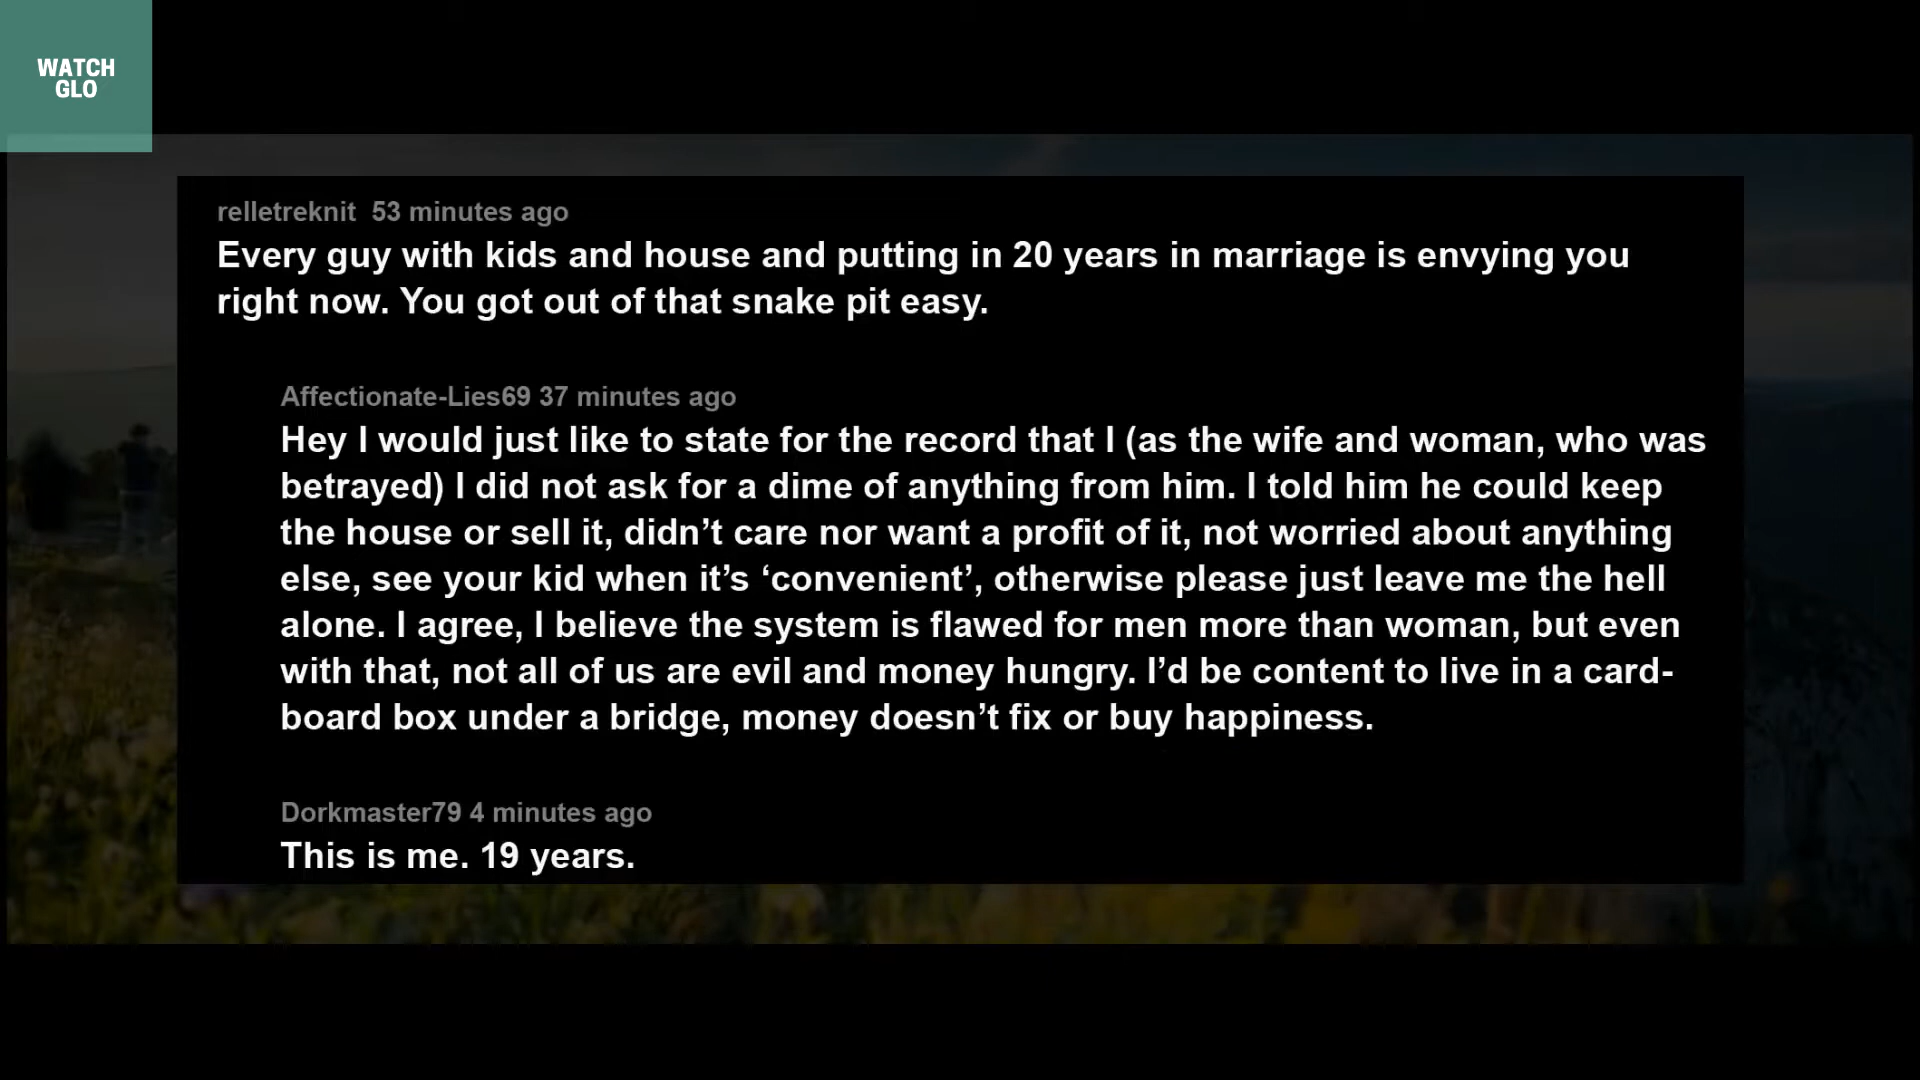 WATCH
GLO
relletreknit 53 minutes ago
Every guy with kids and house and putting in 20 years in marriage is envying you
right now. You got out of that snake pit easy.
Affectionate-Lies69 37 minutes ago
Hey I would just like to state for the record that I (as the wife and woman, who was
betrayed) I did not ask for a dime of anything from him. I told him he could keep
the house or sell it, didn’t care nor want a profit of it, not worried about anything
else, see your kid when it’s ‘convenient’, otherwise please just leave me the hell
alone. I agree, I believe the system is flawed for men more than woman, but even
with that, not all of us are evil and money hungry. I’d be content to live in a card-
board box under a bridge, money doesn’t fix or buy happiness.
Dorkmaster79 4 minutes ago
This is me. 19 years.